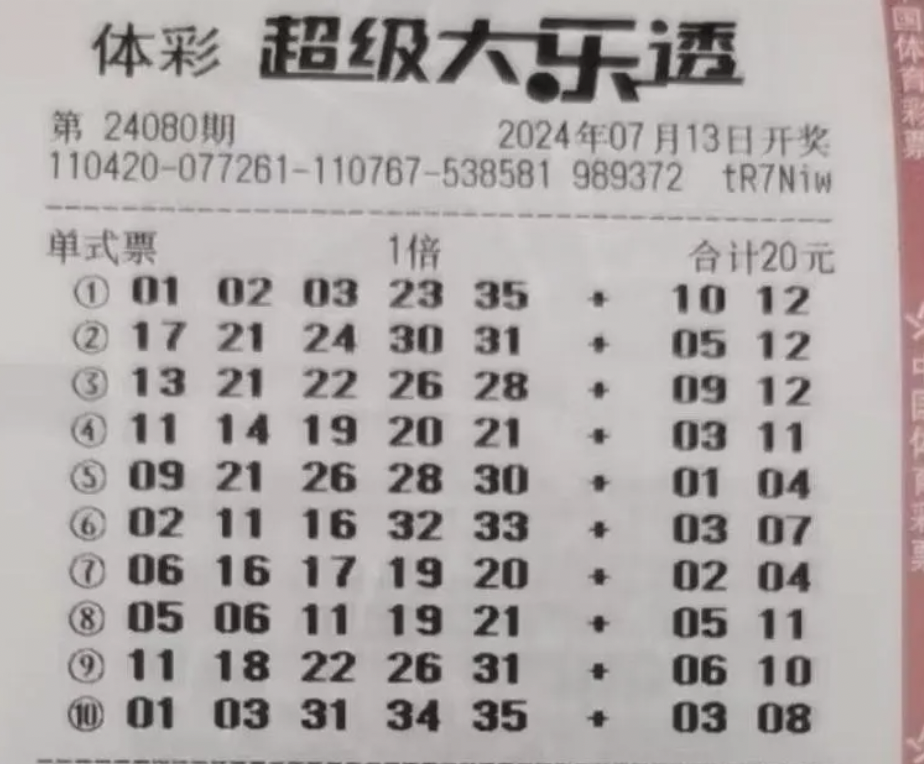 体彩 超级大乐透
第 24080期 2024年07月13日开奖
110420-077261-110767-538581 989372 tR7Niw
单式票 1倍 合计20元
① 01 02 03 23 35 + 10 12
② 17 21 24 30 31 + 05 12
③ 13 21 22 26 28 + 09 12
④ 11 14 19 20 21 + 03 11
⑤ 09 21 26 28 30 + 01 04
⑥ 02 11 16 32 33 + 03 07
⑦ 06 16 17 19 20 + 02 04
⑧ 05 06 11 19 21 + 05 11
⑨ 11 18 22 26 31 + 06 10
⑩ 01 03 31 34 35 + 03 08
国体育彩票
中国体育彩票